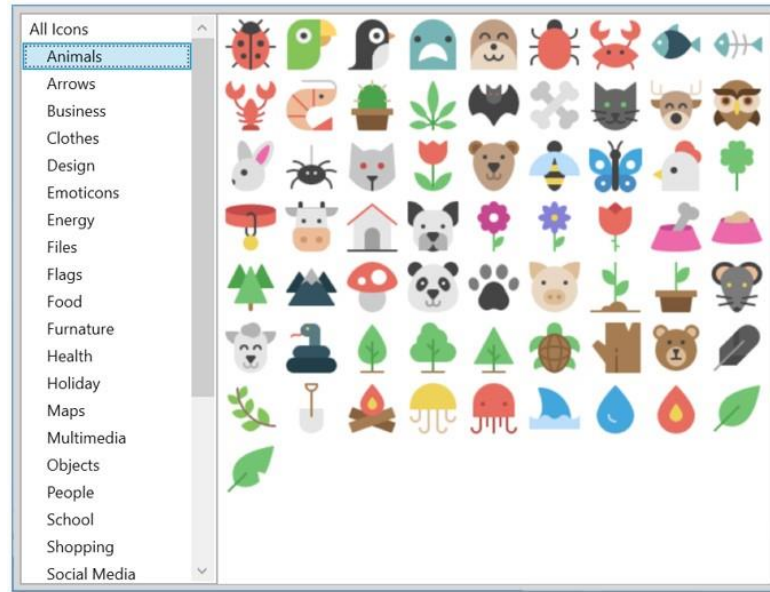 All Icons
Animals
Arrows
Business
Clothes
Design
Emoticons
Energy
Files
Flags
Food
Furnature
Health
Holiday
Maps
Multimedia
Objects
People
School
Shopping
Social Media